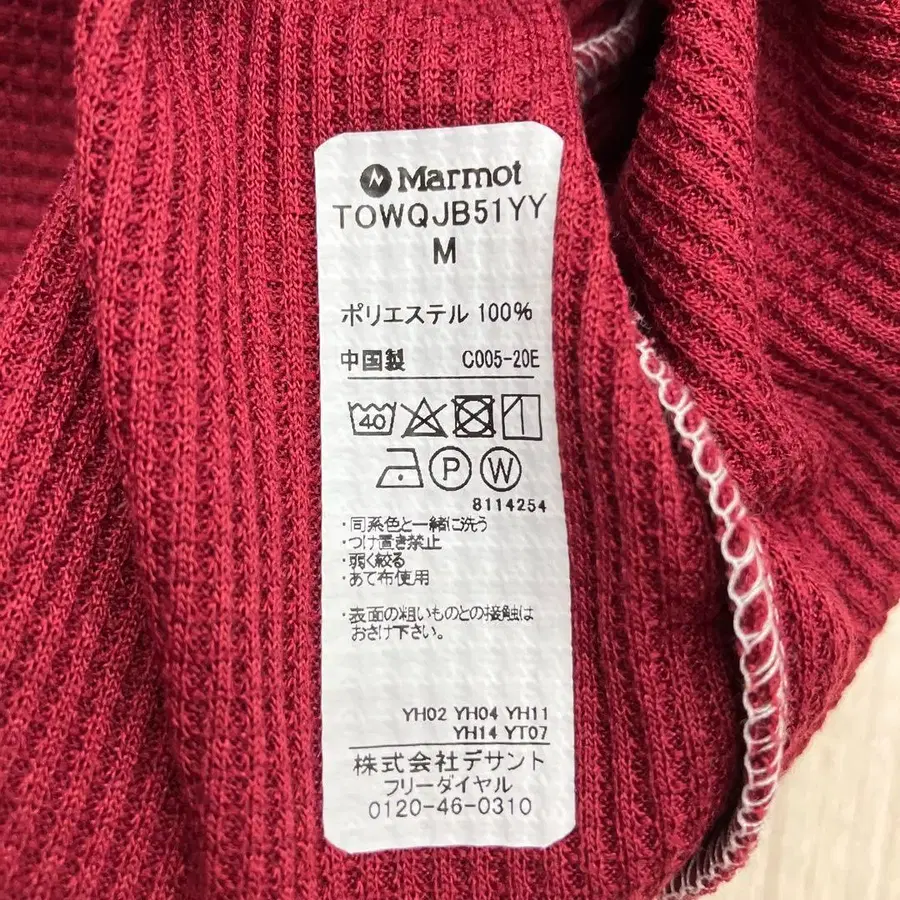 Marmot
TOWQJB51YY
M
ポリエステル 100%
中国製 C005-20E
40
P W
8114254
・同系色と一緒に洗う
・つけ置き禁止
・弱く絞る
・あて布使用
・表面の粗いものとの接触は
おさけ下さい。
YH02 YH04 YH11
YH14 YT07
株式会社デサント
フリーダイヤル
0120-46-0310